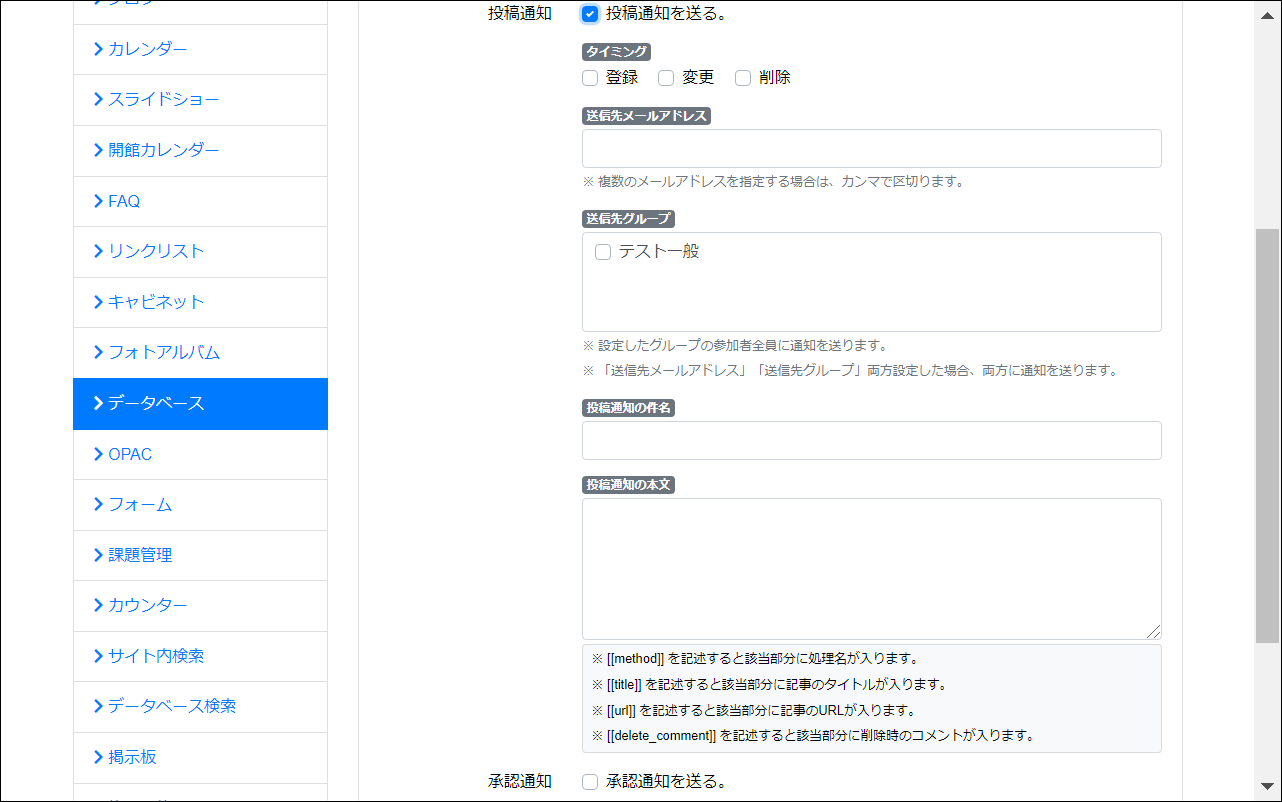 カレンダー
スライドショー
開館カレンダー
FAQ
リンクリスト
キャビネット
フォトアルバム
データベース
OPAC
フォーム
課題管理
カウンター
サイト内検索
データベース検索
掲示板
投稿通知
投稿通知を送る。
タイミング
登録 変更 削除
送信先メールアドレス
※ 複数のメールアドレスを指定する場合は、カンマで区切ります。
送信先グループ
テスト一般
※ 設定したグループの参加者全員に通知を送ります。
※ 「送信先メールアドレス」「送信先グループ」両方設定した場合、両方に通知を送ります。
投稿通知の件名
投稿通知の本文
※ [[method]] を記述すると該当部分に処理名が入ります。
※ [[title]] を記述すると該当部分に記事のタイトルが入ります。
※ [[url]] を記述すると該当部分に記事のURLが入ります。
※ [[delete_comment]] を記述すると該当部分に削除時のコメントが入ります。
承認通知
承認通知を送る。